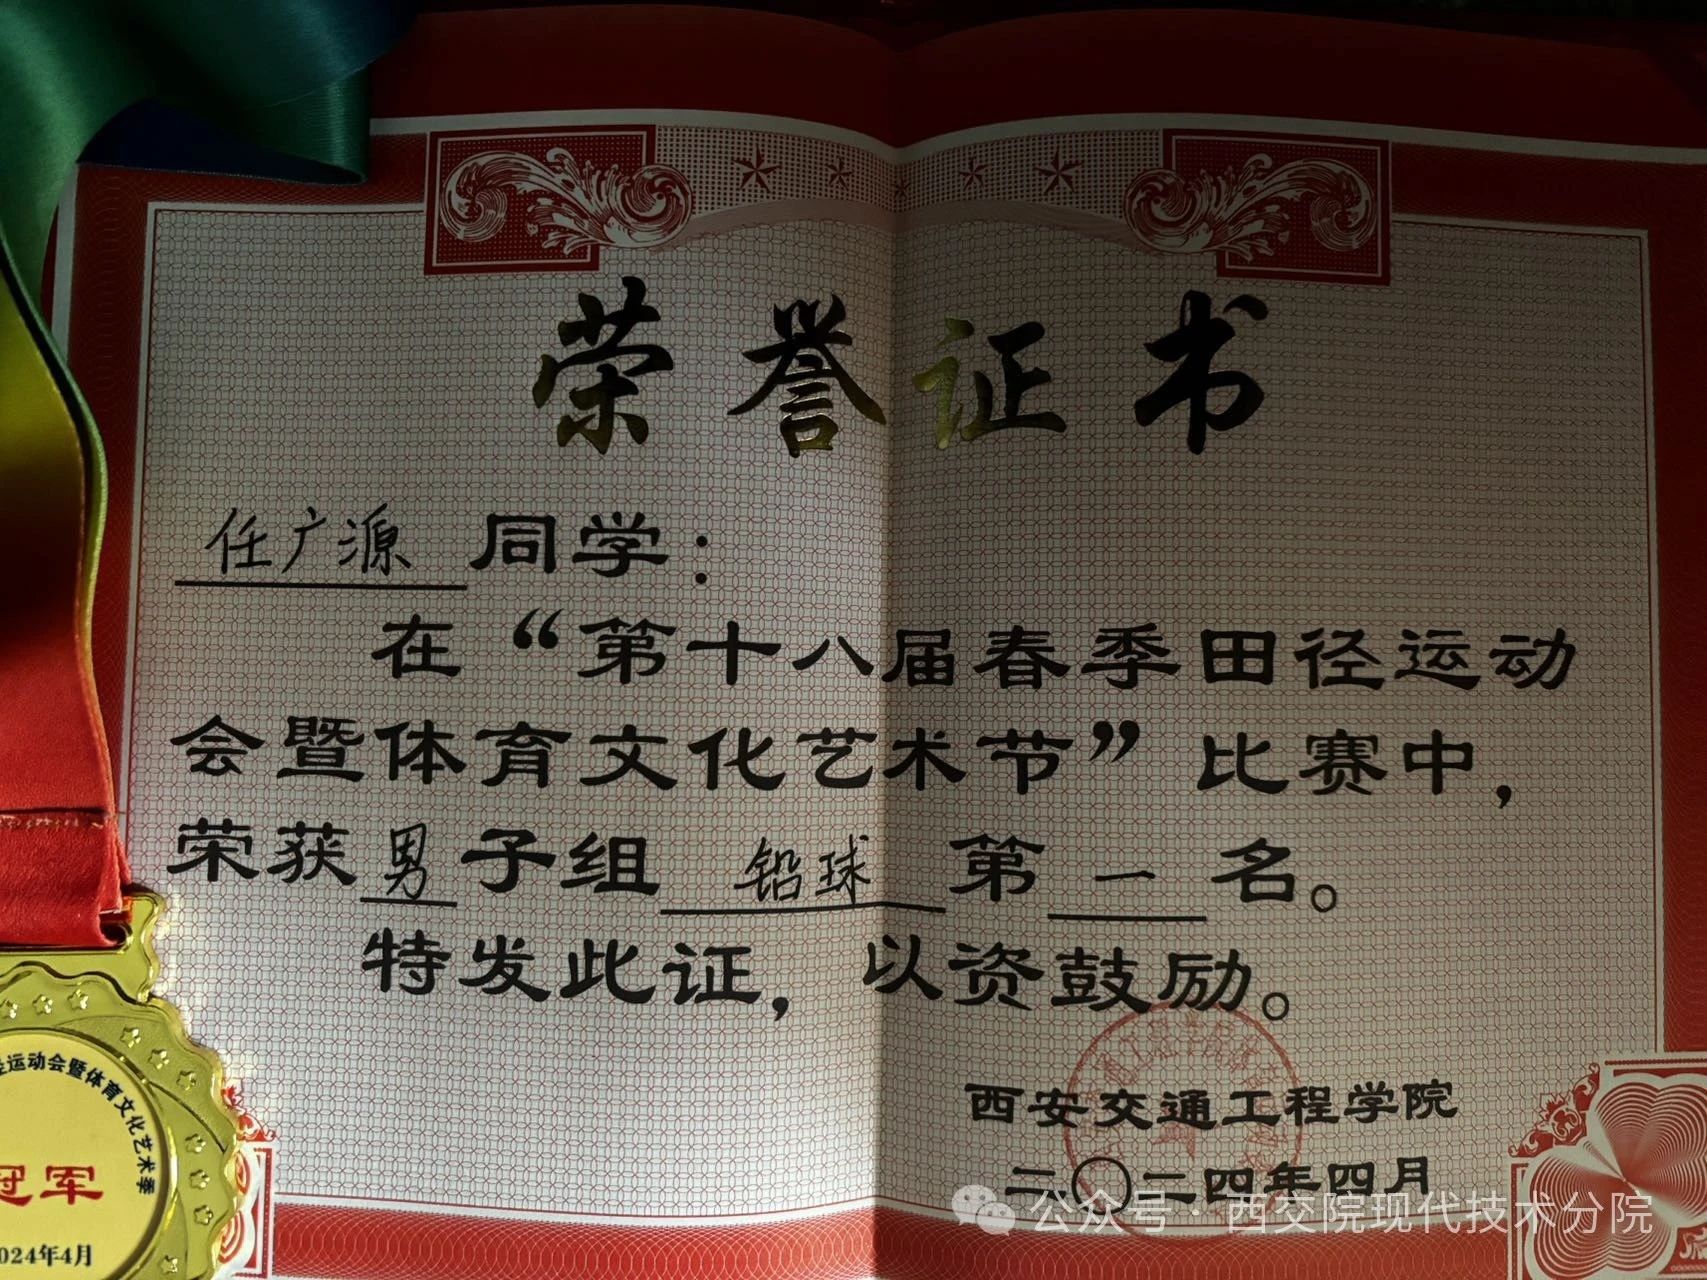 荣誉证书
任广源同学：
在“第十八届春季田径运动
会暨体育文化艺术节”比赛中，
荣获男子组 铅球 第 一 名。
特发此证，以资鼓励。
西安交通工程学院
二〇二四年四月
径运动会暨体育文化艺术季
冠军
2024年4月
公众号·西交院现代技术分院